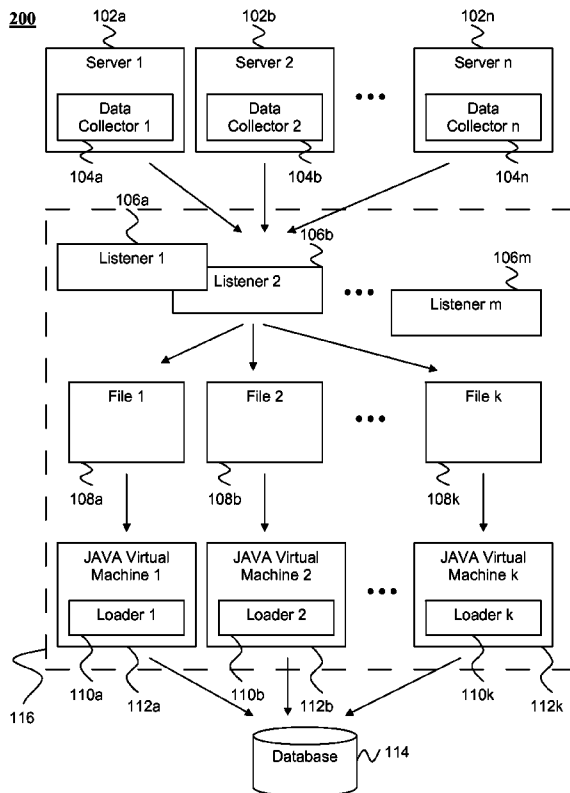 200
102a
102b
102n
Server 1
Server 2
Server n
Data
Collector 1
Data
Collector 2
Data
Collector n
104a
104b
104n
106a
106b
106m
Listener 1
Listener 2
Listener m
File 1
File 2
File k
108a
108b
108k
JAVA Virtual
Machine 1
JAVA Virtual
Machine 2
JAVA Virtual
Machine k
Loader 1
Loader 2
Loader k
116
110a
112a
110b
112b
110k
112k
Database
114